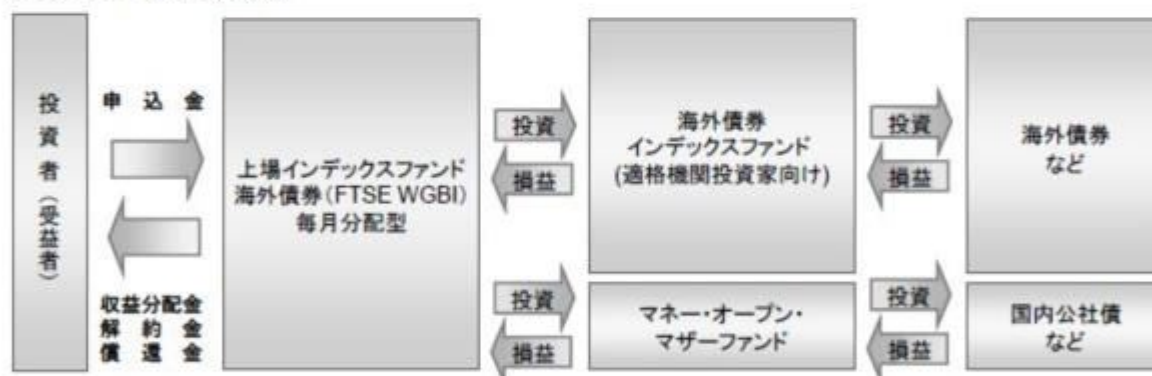 投資者(受益者)
申込金
収益分配金
解約金
償還金
上場インデックスファンド
海外債券(FTSE WGBI)
毎月分配型
投資
損益
投資
損益
海外債券
インデックスファンド
(適格機関投資家向け)
マネー・オープン・
マザーファンド
投資
損益
投資
損益
海外債券
など
国内公社債
など